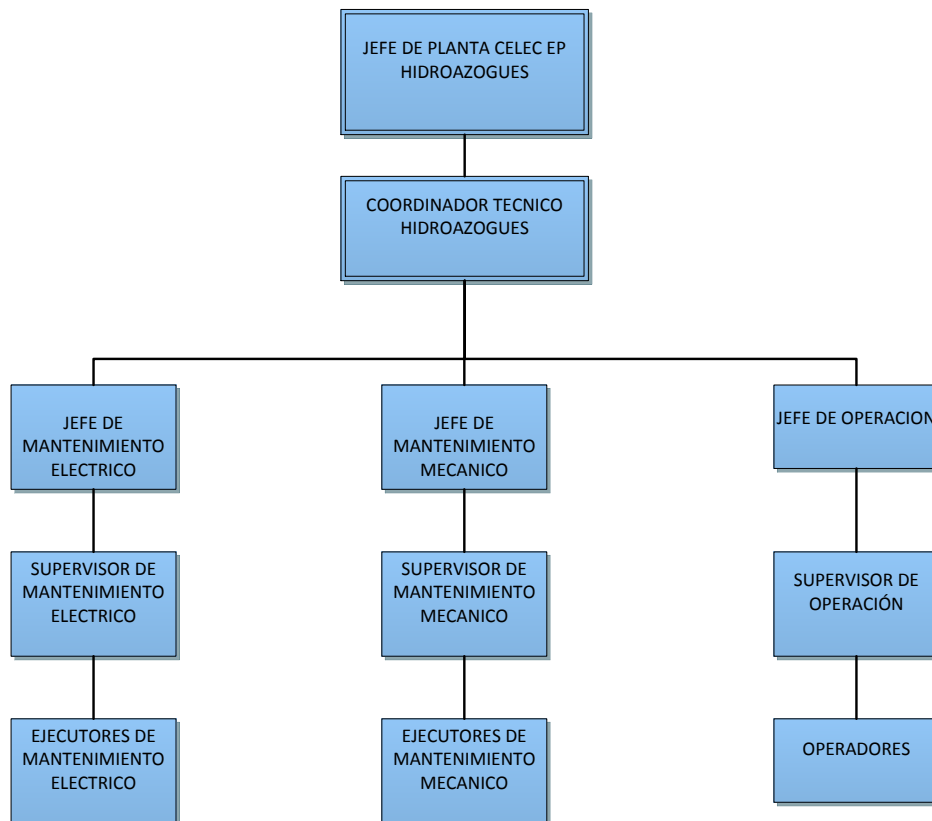 JEFE DE PLANTA CELEC EP
HIDROAZOGUES
COORDINADOR TECNICO
HIDROAZOGUES
JEFE DE
MANTENIMIENTO
ELECTRICO
JEFE DE
MANTENIMIENTO
MECANICO
JEFE DE OPERACION
SUPERVISOR DE
MANTENIMIENTO
ELECTRICO
SUPERVISOR DE
MANTENIMIENTO
MECANICO
SUPERVISOR DE
OPERACIÓN
EJECUTORES DE
MANTENIMIENTO
ELECTRICO
EJECUTORES DE
MANTENIMIENTO
MECANICO
OPERADORES